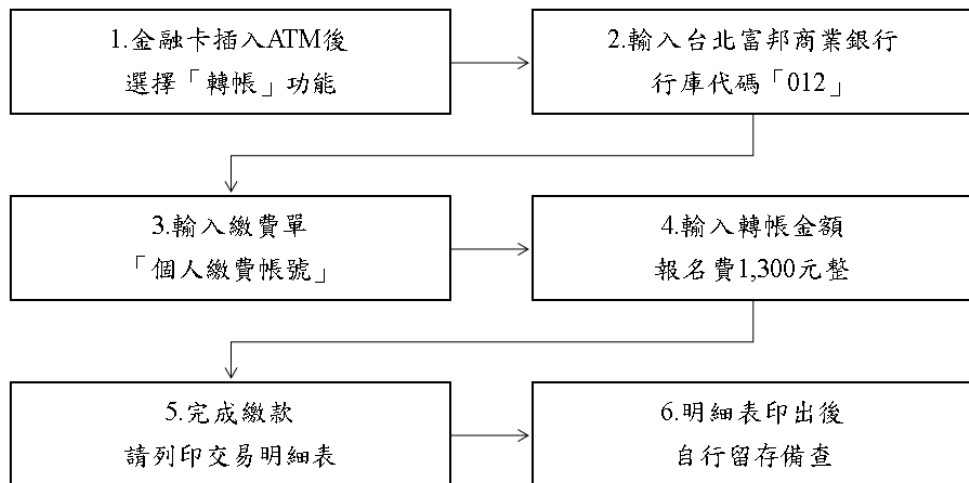 1.金融卡插入ATM後
選擇「轉帳」功能
2.輸入台北富邦商業銀行
行庫代碼「012」
3.輸入繳費單
「個人繳費帳號」
4.輸入轉帳金額
報名費1,300元整
5.完成繳款
請列印交易明細表
6.明細表印出後
自行留存備查